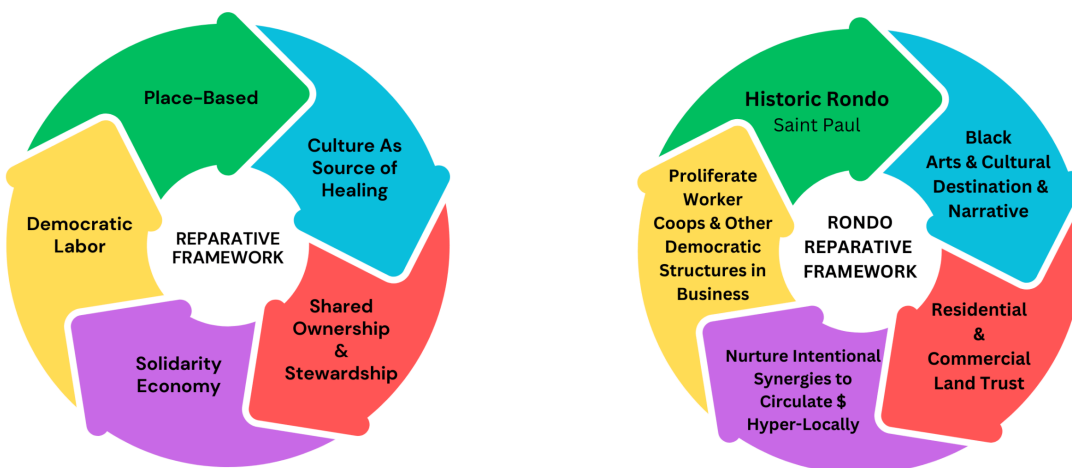 Place-Based
Culture As
Source of
Healing
Shared
Ownership
&
Stewardship
Solidarity
Economy
Democratic
Labor
REPARATIVE
FRAMEWORK
Historic Rondo
Saint Paul
Black
Arts & Cultural
Destination &
Narrative
Residential
&
Commercial
Land Trust
Nurture Intentional
Synergies to
Circulate $
Hyper-Locally
Proliferate
Worker
Coops & Other
Democratic
Structures in
Business
RONDO
REPARATIVE
FRAMEWORK